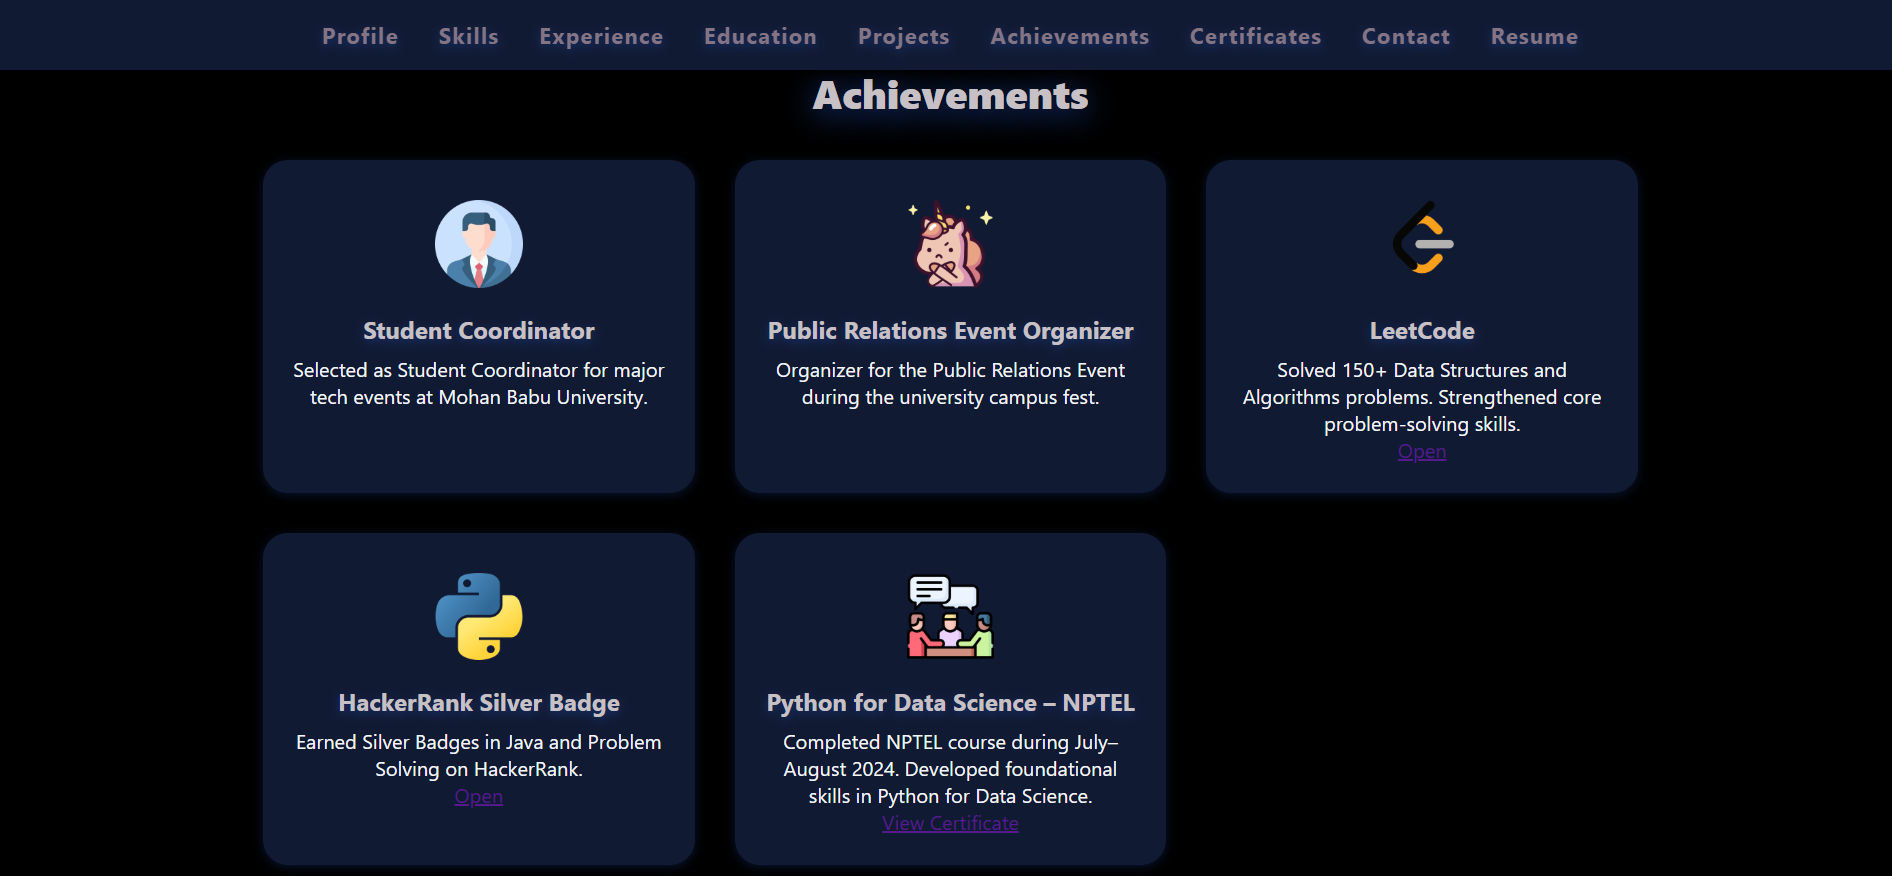 Profile Skills Experience Education Projects Achievements Certificates Contact Resume
Achievements
Student Coordinator
Selected as Student Coordinator for major
tech events at Mohan Babu University.
Public Relations Event Organizer
Organizer for the Public Relations Event
during the university campus fest.
LeetCode
Solved 150+ Data Structures and
Algorithms problems. Strengthened core
problem-solving skills.
Open
HackerRank Silver Badge
Earned Silver Badges in Java and Problem
Solving on HackerRank.
Open
Python for Data Science – NPTEL
Completed NPTEL course during July–
August 2024. Developed foundational
skills in Python for Data Science.
View Certificate